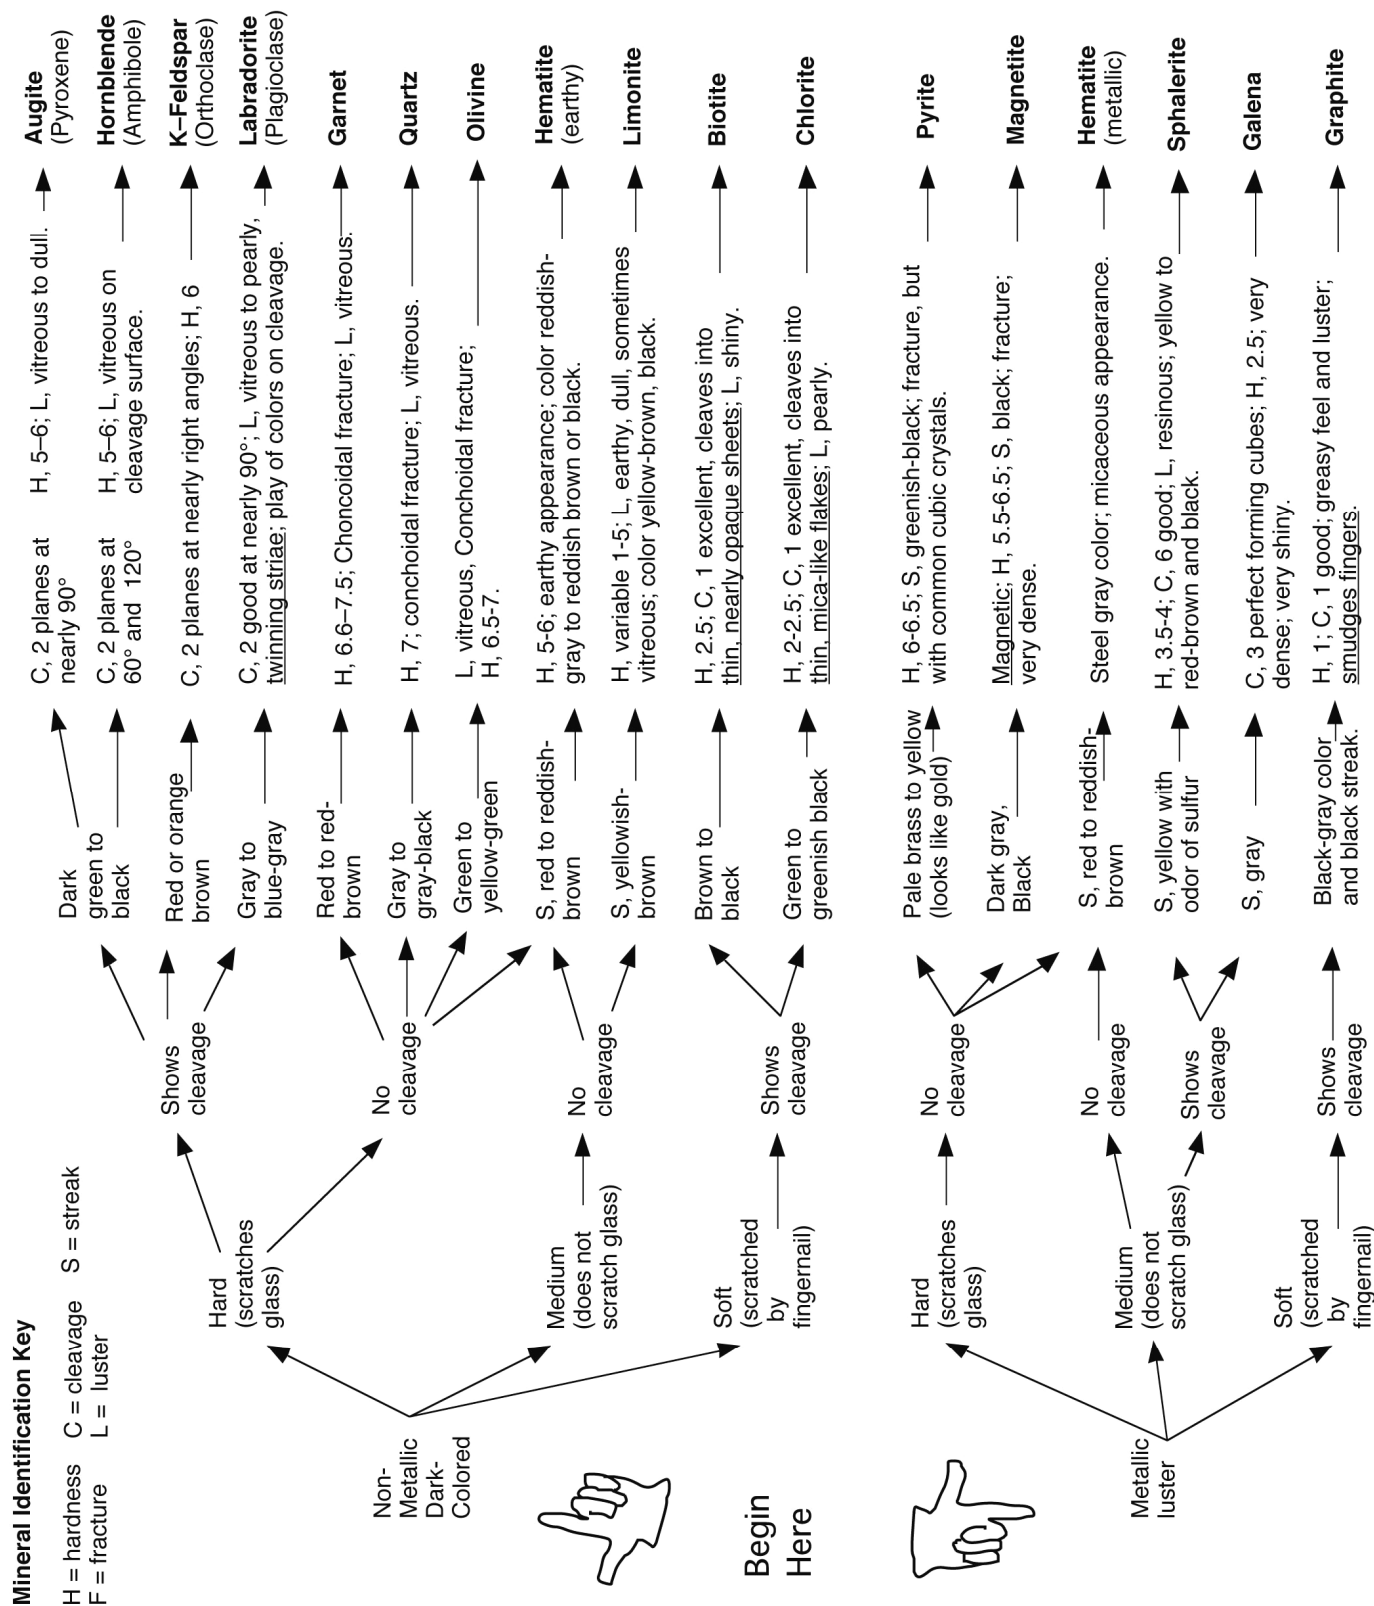 Mineral Identification Key
H = hardness C = cleavage S = streak
F = fracture L = luster
Begin
Here
Non-
Metallic
Dark-
Colored
Hard
(scratches
glass)
Shows
cleavage
Dark
green to
black
C, 2 planes at
nearly 90°
H, 5–6; L, vitreous to dull.
Augite
(Pyroxene)
C, 2 planes at
60° and 120°
H, 5–6; L, vitreous on
cleavage surface.
Hornblende
(Amphibole)
Red or orange
brown
C, 2 planes at nearly right angles; H, 6
K–Feldspar
(Orthoclase)
Gray to
blue-gray
C, 2 good at nearly 90°; L, vitreous to pearly,
twinning striae; play of colors on cleavage.
Labradorite
(Plagioclase)
No
cleavage
Red to red-
brown
H, 6.6–7.5; Choncoidal fracture; L, vitreous.
Garnet
Gray to
gray-black
H, 7; conchoidal fracture; L, vitreous.
Quartz
Green to
yellow-green
L, vitreous, Conchoidal fracture;
H, 6.5-7.
Olivine
Medium
(does not
scratch glass)
No
cleavage
S, red to reddish-
brown
H, 5-6; earthy appearance; color reddish-
gray to reddish brown or black.
Hematite
(earthy)
S, yellowish-
brown
H, variable 1-5; L, earthy, dull, sometimes
vitreous; color yellow-brown, black.
Limonite
Soft
(scratched
by
fingernail)
Shows
cleavage
Brown to
black
H, 2.5; C, 1 excellent, cleaves into
thin, nearly opaque sheets; L, shiny.
Biotite
Green to
greenish black
H, 2-2.5; C, 1 excellent, cleaves into
thin, mica-like flakes; L, pearly.
Chlorite
Metallic
luster
Hard
(scratches
glass)
No
cleavage
Pale brass to yellow
(looks like gold)
H, 6-6.5; S, greenish-black; fracture, but
with common cubic crystals.
Pyrite
Dark gray,
Black
Magnetic; H, 5.5-6.5; S, black; fracture;
very dense.
Magnetite
Medium
(does not
scratch glass)
No
cleavage
S, red to reddish-
brown
Steel gray color; micaceous appearance.
Hematite
(metallic)
Shows
cleavage
S, yellow with
odor of sulfur
H, 3.5-4; C, 6 good; L, resinous; yellow to
red-brown and black.
Sphalerite
S, gray
C, 3 perfect forming cubes; H, 2.5; very
dense; very shiny.
Galena
Soft
(scratched
by
fingernail)
Shows
cleavage
Black-gray color
and black streak.
H, 1; C, 1 good; greasy feel and luster;
smudges fingers.
Graphite